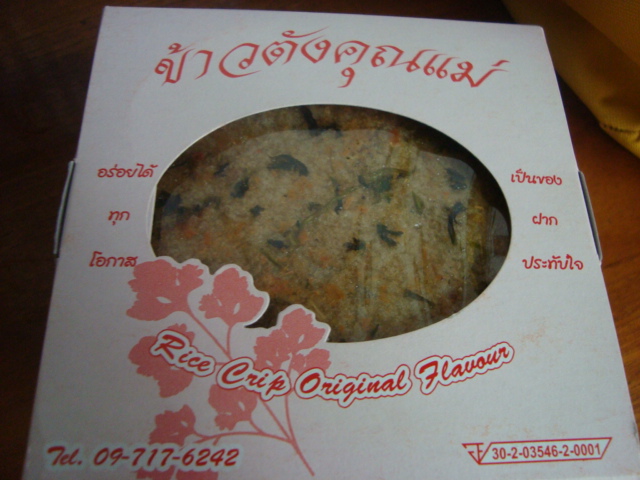 ข้าวตังคุณแม่
อร่อยได้
ทุก
โอกาส
เป็นของ
ฝาก
ประทับใจ
Rice Crip Original Flavour
Tel. 09-717-6242
30-2-03546-2-0001